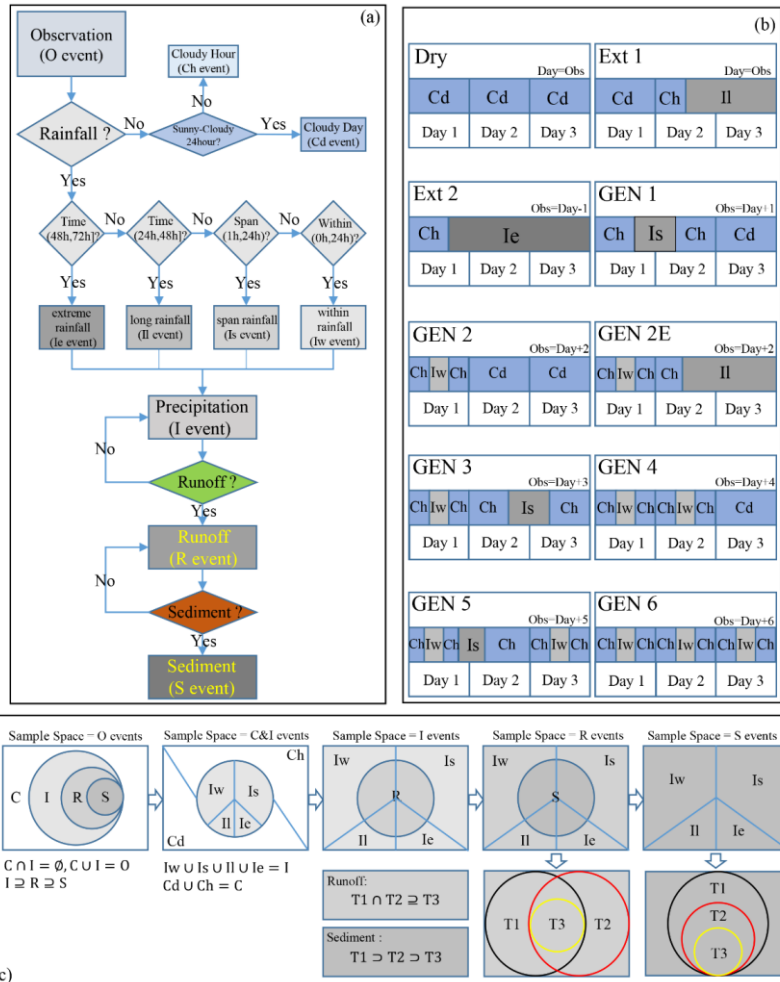 (a)
Observation
(O event)
Cloudy Hour
(Ch event)
No
Rainfall ?
No
Sunny-Cloudy
24hour?
Yes
Cloudy Day
(Cd event)
Yes
Time
(48h,72h]?
No
Time
(24h,48h]?
No
Span
(1h,24h)?
No
Within
(0h,24h)?
Yes
Yes
Yes
Yes
extreme
rainfall
(Ie event)
long rainfall
(Il event)
span rainfall
(Is event)
within
rainfall
(Iw event)
Precipitation
(I event)
No
Runoff ?
Yes
Runoff
(R event)
No
Sediment ?
Yes
Sediment
(S event)
(b)
Dry
Day=Obs
Cd Cd Cd
Day 1 Day 2 Day 3
Ext 1
Day=Obs
Cd Ch Il
Day 1 Day 2 Day 3
Ext 2
Obs=Day-1
Ch Ie
Day 1 Day 2 Day 3
GEN 1
Obs=Day+1
Ch Is Ch Cd
Day 1 Day 2 Day 3
GEN 2
Obs=Day+2
Ch Iw Ch Cd Cd
Day 1 Day 2 Day 3
GEN 2E
Obs=Day+2
Ch Iw Ch Ch Il
Day 1 Day 2 Day 3
GEN 3
Obs=Day+3
Ch Iw Ch Ch Is Ch
Day 1 Day 2 Day 3
GEN 4
Obs=Day+4
Ch Iw Ch Ch Iw Ch Cd
Day 1 Day 2 Day 3
GEN 5
Obs=Day+5
Ch Iw Ch Is Ch Ch Iw Ch
Day 1 Day 2 Day 3
GEN 6
Obs=Day+6
Ch Iw Ch Ch Iw Ch Ch Iw Ch
Day 1 Day 2 Day 3
Sample Space = O events
C I R S
C ∩ I = ∅, C ∪ I = O
I ⊇ R ⊇ S
Sample Space = C&I events
Ch
Iw Is
Il Ie
Cd
Iw ∪ Is ∪ Il ∪ Ie = I
Cd ∪ Ch = C
Sample Space = I events
Iw Is
R
Il Ie
Sample Space = R events
Iw Is
S
Il Ie
Sample Space = S events
Iw Is
Il Ie
Runoff:
T1 ∩ T2 ⊇ T3
Sediment :
T1 ⊃ T2 ⊃ T3
T1 T3 T2
T1
T2
T3
c)